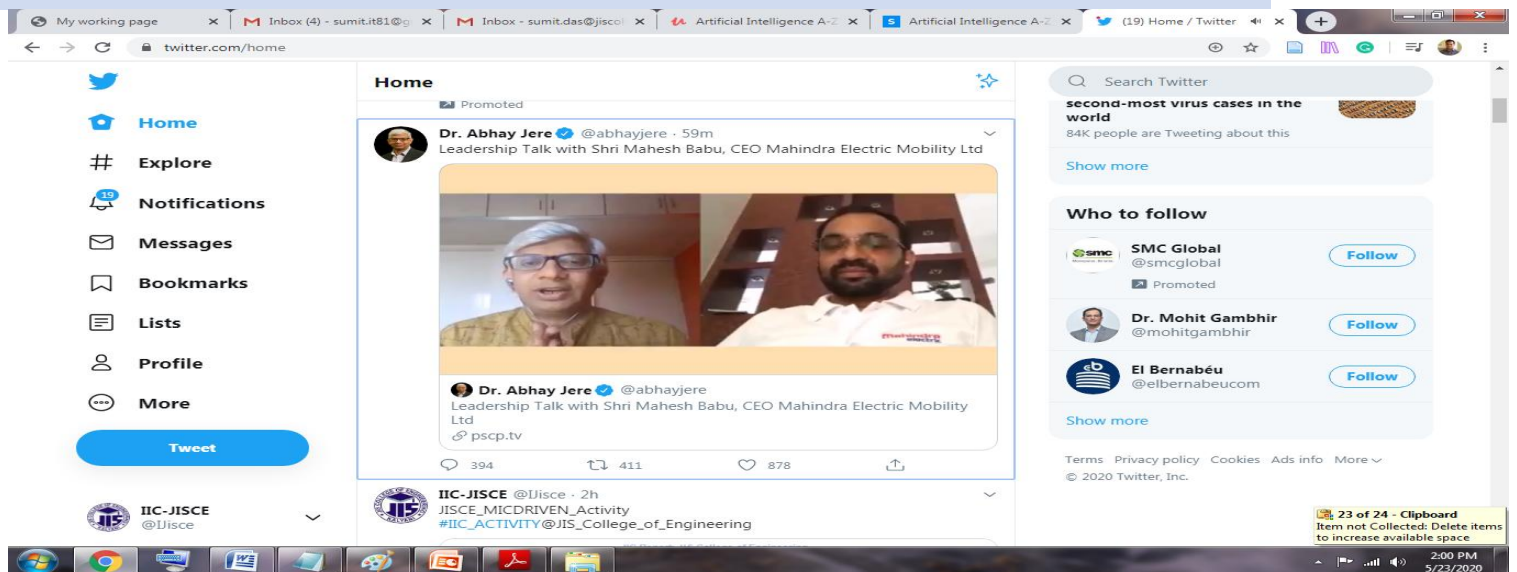 My working page
Inbox (4) - sumit.it81@g
Inbox - sumit.das@jiscol
Artificial Intelligence A-Z
Artificial Intelligence A-Z
(19) Home / Twitter
twitter.com/home
Home
Explore
19
Notifications
Messages
Bookmarks
Lists
Profile
More
Tweet
IIC-JISCE
@IJisce
Home
Promoted
Dr. Abhay Jere @abhayjere · 59m
Leadership Talk with Shri Mahesh Babu, CEO Mahindra Electric Mobility Ltd
mahindra
electric
Dr. Abhay Jere @abhayjere
Leadership Talk with Shri Mahesh Babu, CEO Mahindra Electric Mobility
Ltd
pscp.tv
394 411 878
IIC-JISCE @IJisce · 2h
JISCE_MICDRIVEN_Activity
#IIC_ACTIVITY@JIS_College_of_Engineering
Search Twitter
second-most virus cases in the
world
84K people are Tweeting about this
Show more
Who to follow
SMC Global
@smcglobal
Follow
Promoted
Dr. Mohit Gambhir
@mohitgambhir
Follow
El Bernabéu
@elbernabeucom
Follow
Show more
Terms Privacy policy Cookies Ads info More
© 2020 Twitter, Inc.
23 of 24 - Clipboard
Item not Collected: Delete items
to increase available space
2:00 PM
5/23/2020